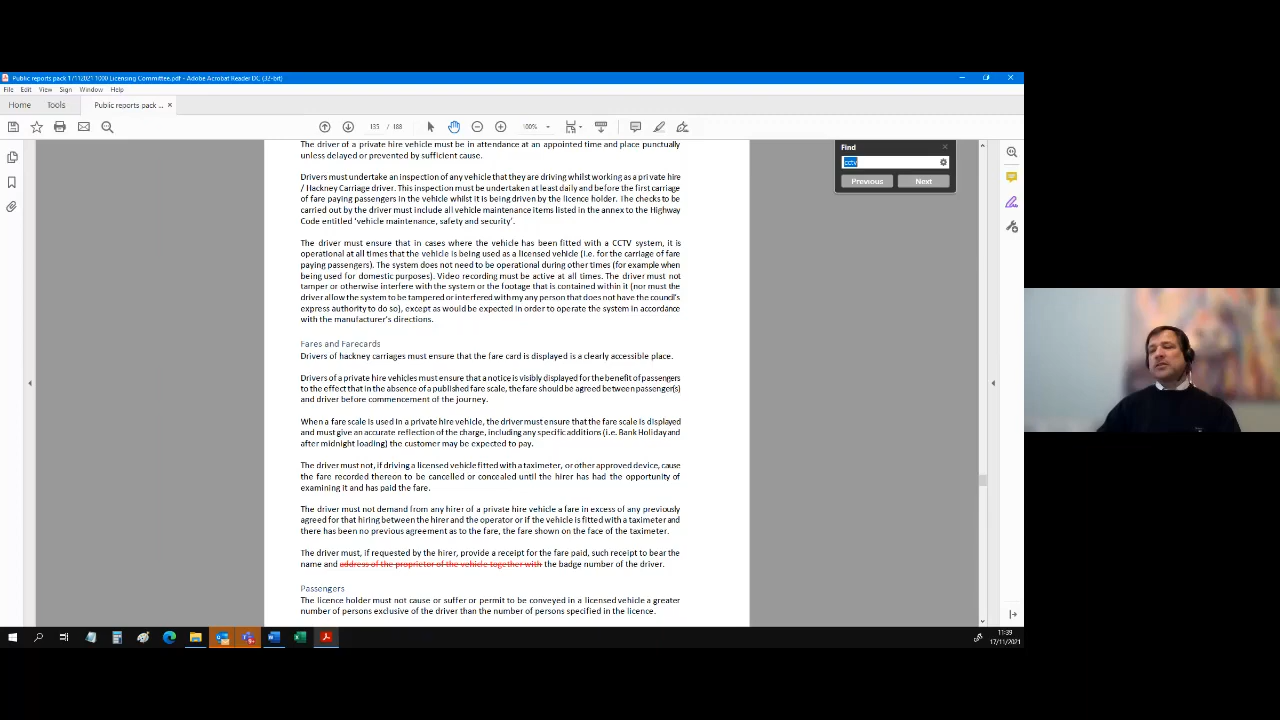 Public reports pack 17112021 1000 Licensing Committee.pdf - Adobe Acrobat Reader DC (32-bit)
File Edit View Sign Window Help
Home Tools Public reports pack ... ×
135 / 188 100%
The driver of a private hire vehicle must be in attendance at an appointed time and place punctually
unless delayed or prevented by sufficient cause.
Drivers must undertake an inspection of any vehicle that they are driving whilst working as a private hire
/ Hackney Carriage driver. This inspection must be undertaken at least daily and before the first carriage
of fare paying passengers in the vehicle whilst it is being driven by the licence holder. The checks to be
carried out by the driver must include all vehicle maintenance items listed in the annex to the Highway
Code entitled ‘vehicle maintenance, safety and security’.
The driver must ensure that in cases where the vehicle has been fitted with a CCTV system, it is
operational at all times that the vehicle is being used as a licensed vehicle (i.e. for the carriage of fare
paying passengers). The system does not need to be operational during other times (for example when
being used for domestic purposes). Video recording must be active at all times. The driver must not
tamper or otherwise interfere with the system or the footage that is contained within it (nor must the
driver allow the system to be tampered or interfered with my any person that does not have the council's
express authority to do so), except as would be expected in order to operate the system in accordance
with the manufacturer's directions.
Fares and Farecards
Drivers of hackney carriages must ensure that the fare card is displayed is a clearly accessible place.
Drivers of a private hire vehicles must ensure that a notice is visibly displayed for the benefit of passengers
to the effect that in the absence of a published fare scale, the fare should be agreed between passenger(s)
and driver before commencement of the journey.
When a fare scale is used in a private hire vehicle, the driver must ensure that the fare scale is displayed
and must give an accurate reflection of the charge, including any specific additions (i.e. Bank Holiday and
after midnight loading) the customer may be expected to pay.
The driver must not, if driving a licensed vehicle fitted with a taximeter, or other approved device, cause
the fare recorded thereon to be cancelled or concealed until the hirer has had the opportunity of
examining it and has paid the fare.
The driver must not demand from any hirer of a private hire vehicle a fare in excess of any previously
agreed for that hiring between the hirer and the operator or if the vehicle is fitted with a taximeter and
there has been no previous agreement as to the fare, the fare shown on the face of the taximeter.
The driver must, if requested by the hirer, provide a receipt for the fare paid, such receipt to bear the
name and address of the proprietor of the vehicle together with the badge number of the driver.
Passengers
The licence holder must not cause or suffer or permit to be conveyed in a licensed vehicle a greater
number of persons exclusive of the driver than the number of persons specified in the licence.
Find
cctv
Previous Next
11:39
17/11/2021